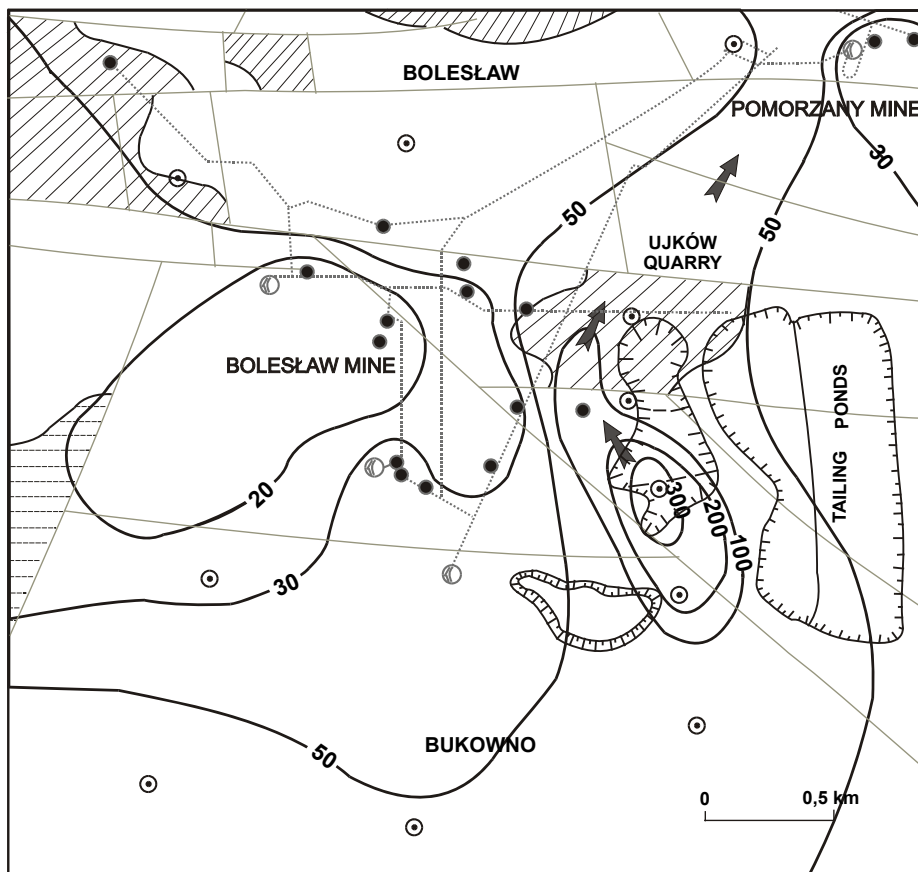 BOLESŁAW
POMORZANY MINE
30
50
50
UJKÓW
QUARRY
BOLESŁAW MINE
TAILING PONDS
20
300
200
100
30
50
BUKOWNO
0 0,5 km